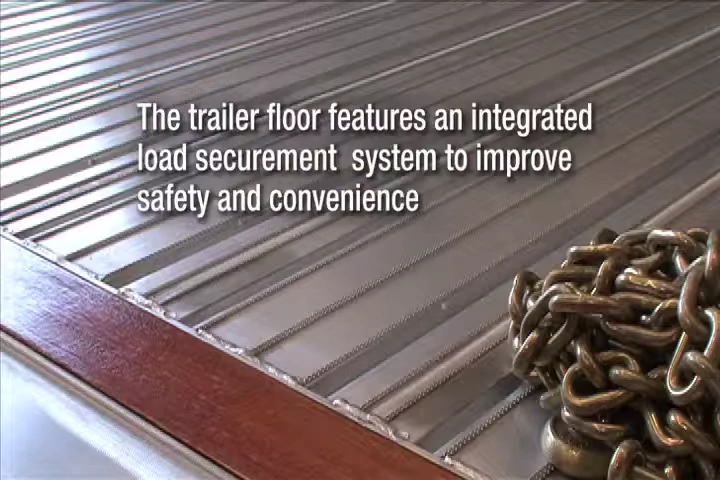 The trailer floor features an integrated
load securement system to improve
safety and convenience